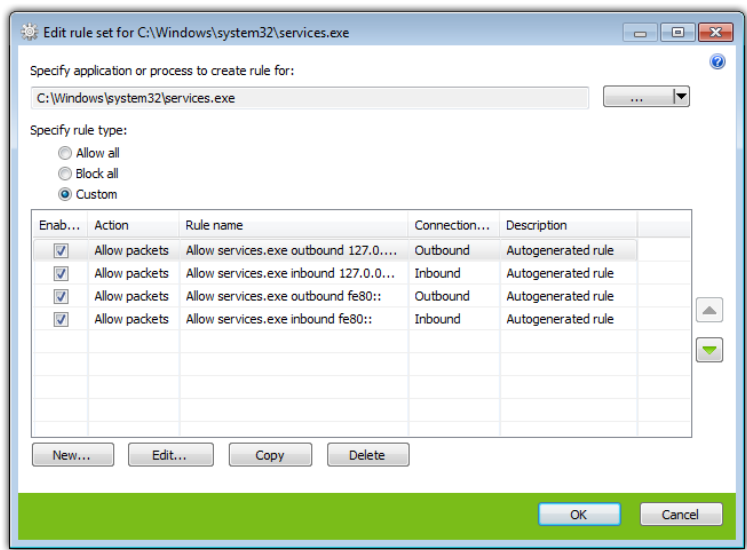 Edit rule set for C:\Windows\system32\services.exe
Specify application or process to create rule for:
C:\Windows\system32\services.exe ...
Specify rule type:
Allow all
Block all
Custom
Enab... Action Rule name Connection... Description
Allow packets Allow services.exe outbound 127.0.... Outbound Autogenerated rule
Allow packets Allow services.exe inbound 127.0.0... Inbound Autogenerated rule
Allow packets Allow services.exe outbound fe80:: Outbound Autogenerated rule
Allow packets Allow services.exe inbound fe80:: Inbound Autogenerated rule
New... Edit... Copy Delete
OK Cancel